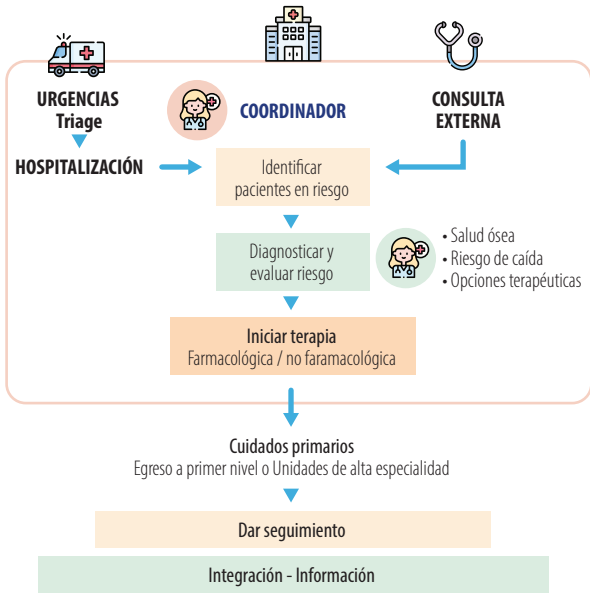 URGENCIAS
Triage
HOSPITALIZACIÓN
COORDINADOR
CONSULTA
EXTERNA
Identificar
pacientes en riesgo
Diagnosticar y
evaluar riesgo
• Salud ósea
• Riesgo de caída
• Opciones terapéuticas
Iniciar terapia
Farmacológica / no faramacológica
Cuidados primarios
Egreso a primer nivel o Unidades de alta especialidad
Dar seguimiento
Integración - Información